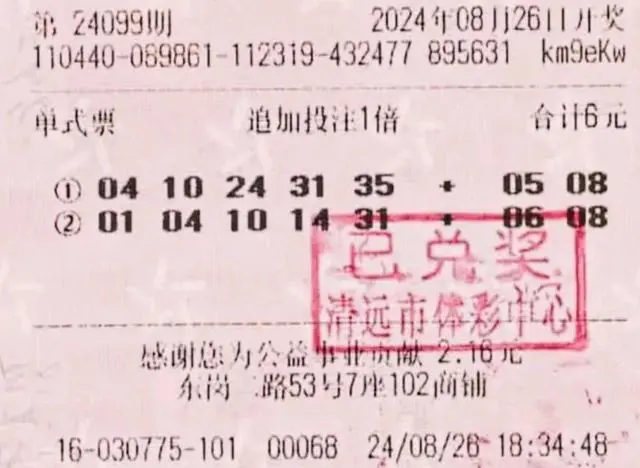 第 24099期 2024年08月26日开奖
110440-089861-112319-432477 895631 km9eKw
单式票 追加投注1倍 合计6元
① 04 10 24 31 35 + 05 08
② 01 04 10 14 31 + 06 08
已兑奖
清远市体彩中心
感谢您为公益事业贡献 2.16元
东岗二路53号7座102商铺
16-030775-101 00068 24/08/26 18:34:48